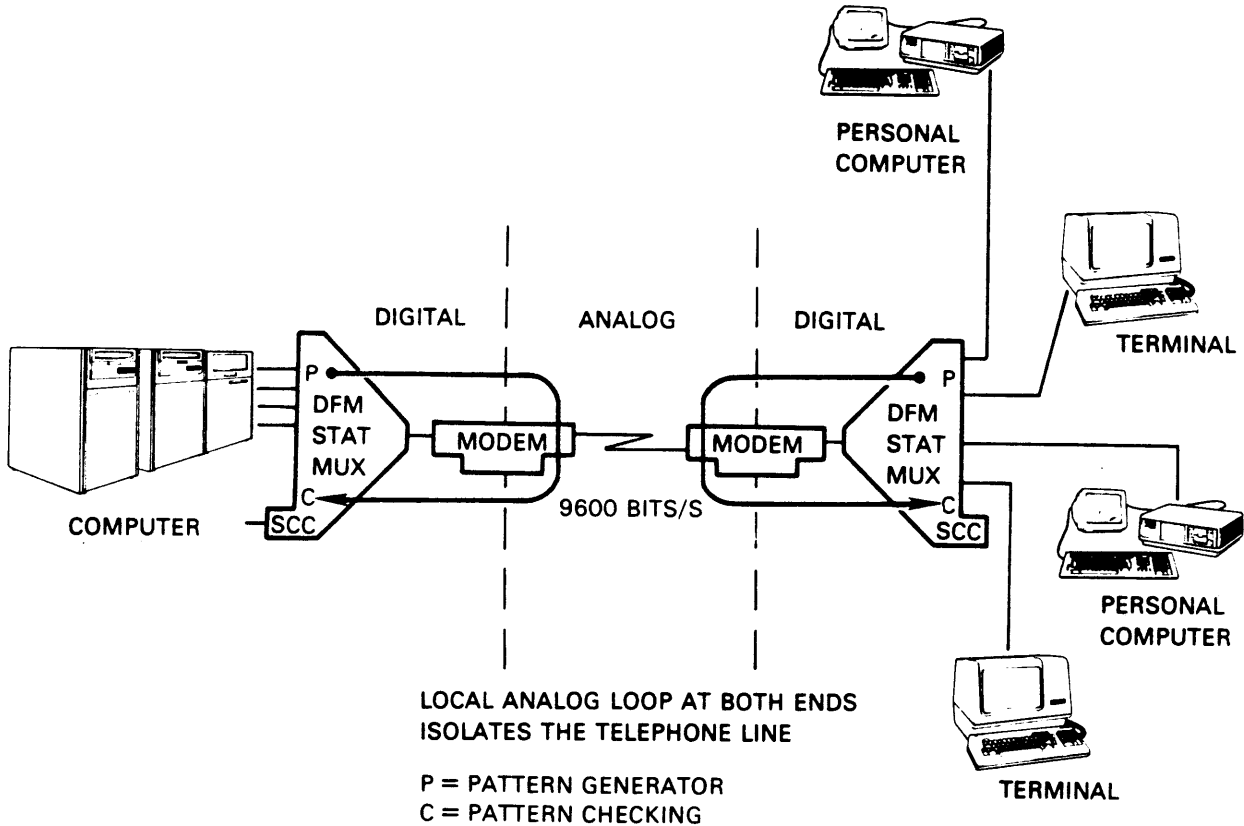 PERSONAL
COMPUTER
TERMINAL
DIGITAL
ANALOG
DIGITAL
P
DFM
STAT
MUX
C
SCC
MODEM
MODEM
9600 BITS/S
P
DFM
STAT
MUX
C
SCC
COMPUTER
PERSONAL
COMPUTER
TERMINAL
LOCAL ANALOG LOOP AT BOTH ENDS
ISOLATES THE TELEPHONE LINE
P = PATTERN GENERATOR
C = PATTERN CHECKING